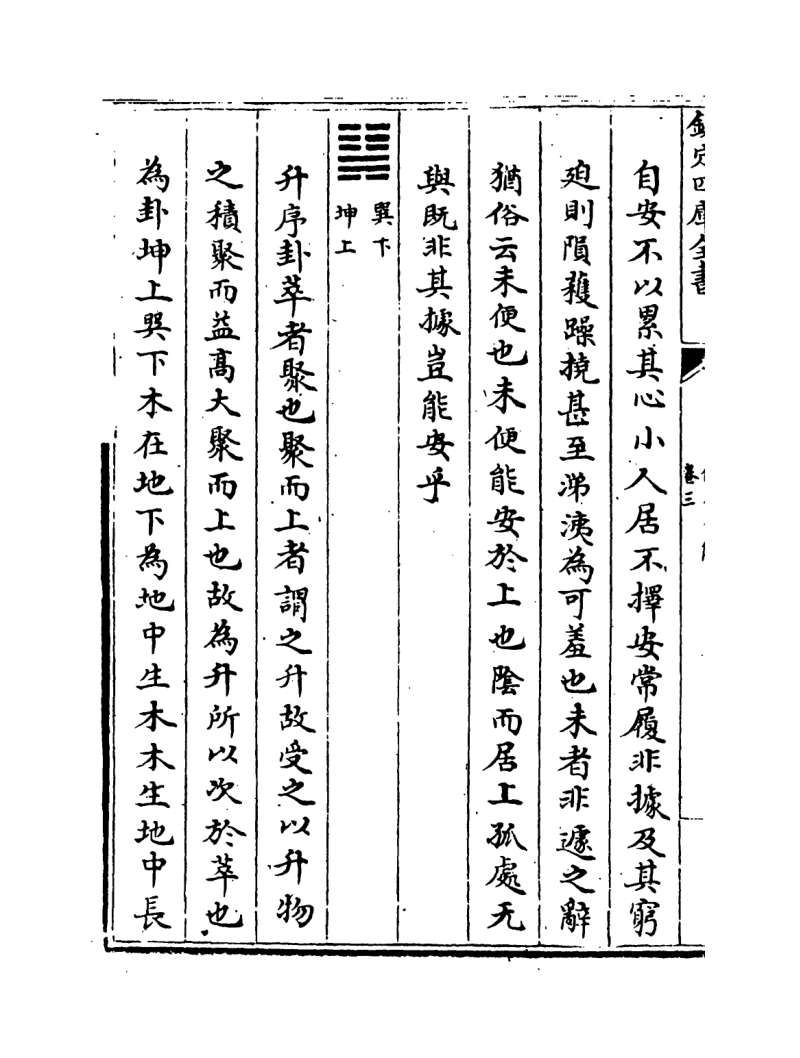 欽定四庫全書
卷三
自安不以累其心小人居不擇安常履非據及其窮
廹則隕穫躁撓甚至涕洟為可羞也未者非遽之辭
猶俗云未便也未便能安於上也陰而居上孤處无
與既非其據豈能安乎
巽下
坤上
升序卦萃者聚也聚而上者謂之升故受之以升物
之積聚而益高大聚而上也故為升所以次於萃也
為卦坤上巽下木在地下為地中生木木生地中長